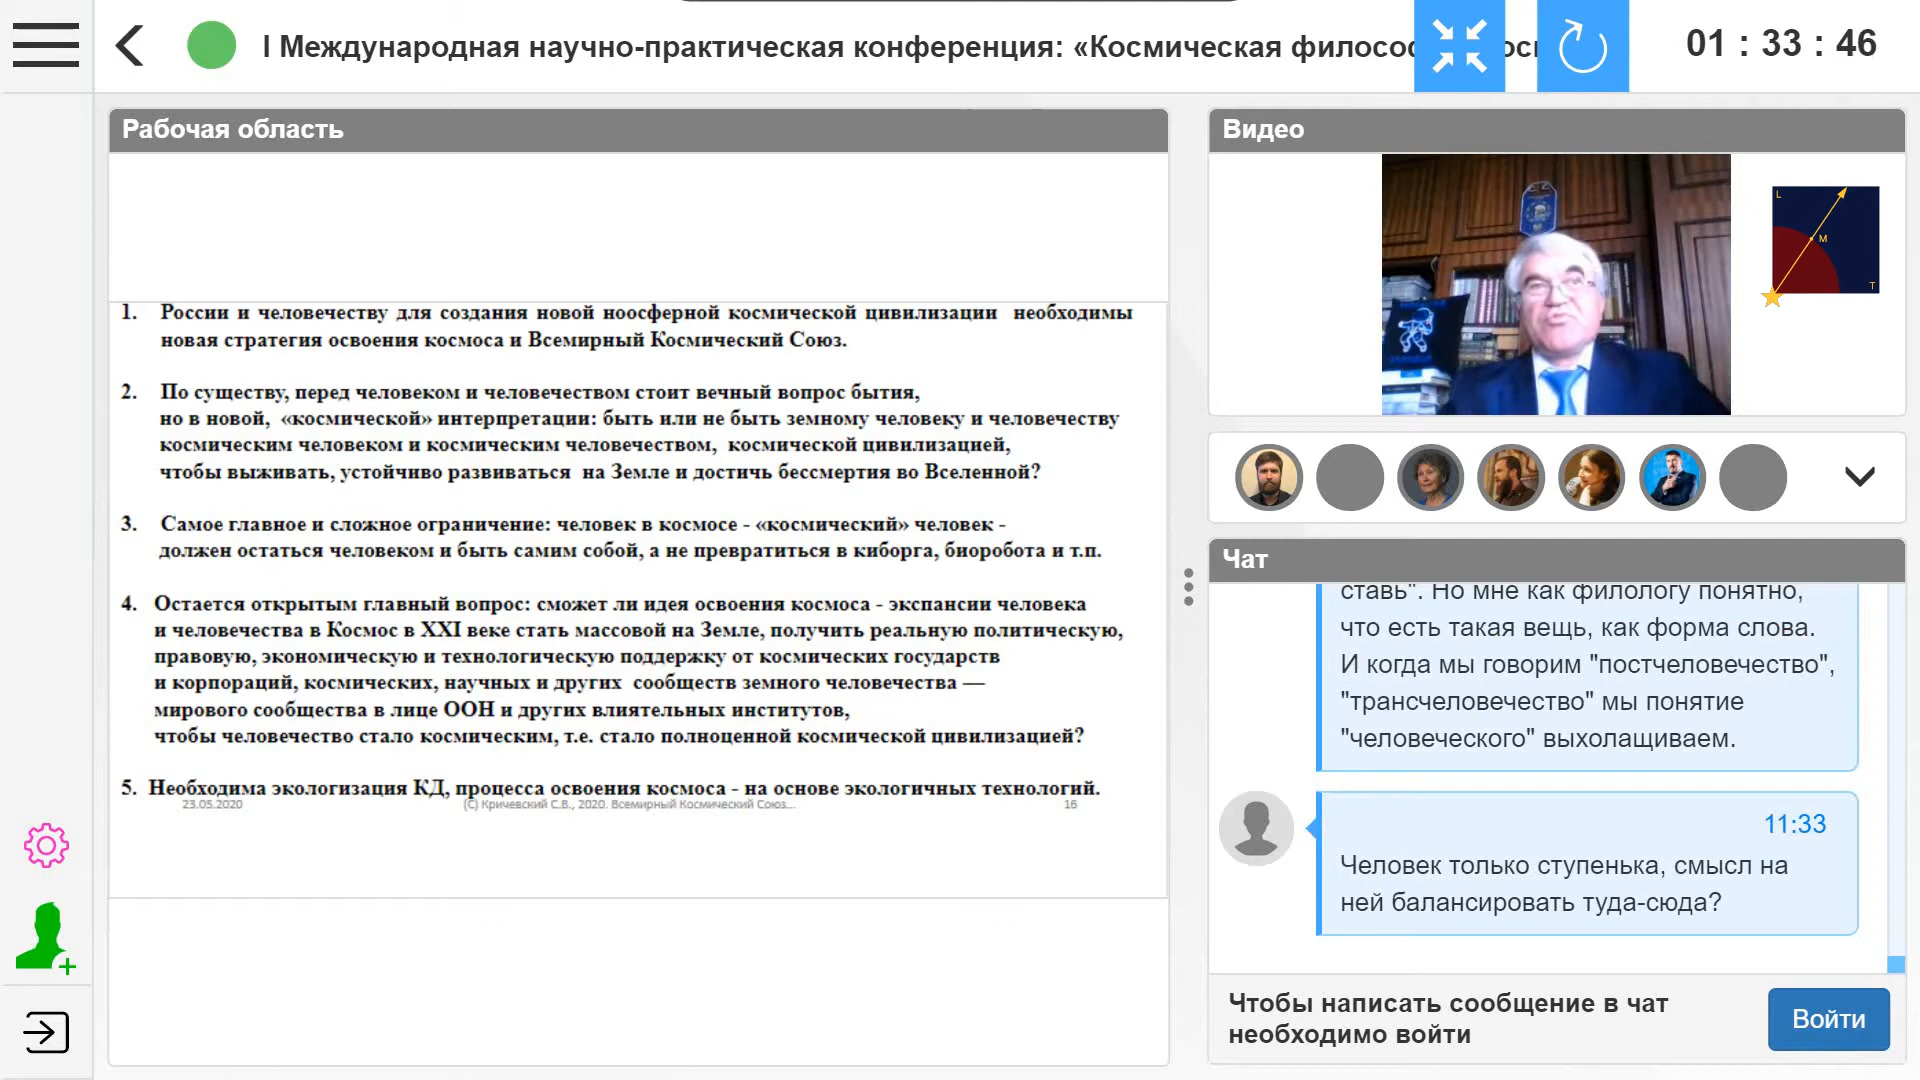 I Международная научно-практическая конференция: «Космическая филосо
01 : 33 : 46
Рабочая область
1. России и человечеству для создания новой ноосферной космической цивилизации необходимы
новая стратегия освоения космоса и Всемирный Космический Союз.
2. По существу, перед человеком и человечеством стоит вечный вопрос бытия,
но в новой, «космической» интерпретации: быть или не быть земному человеку и человечеству
космическим человеком и космическим человечеством, космической цивилизацией,
чтобы выживать, устойчиво развиваться на Земле и достичь бессмертия во Вселенной?
3. Самое главное и сложное ограничение: человек в космосе - «космический» человек -
должен остаться человеком и быть самим собой, а не превратиться в киборга, биоробота и т.п.
4. Остается открытым главный вопрос: сможет ли идея освоения космоса - экспансии человека
и человечества в Космос в XXI веке стать массовой на Земле, получить реальную политическую,
правовую, экономическую и технологическую поддержку от космических государств
и корпораций, космических, научных и других сообществ земного человечества —
мирового сообщества в лице ООН и других влиятельных институтов,
чтобы человечество стало космическим, т.е. стало полноценной космической цивилизацией?
5. Необходима экологизация КД, процесса освоения космоса - на основе экологичных технологий.
23.05.2020 (С) Кричевский С.В., 2020. Всемирный Космический Союз... 16
Видео
L
M
T
Чат
ставь". Но мне как филологу понятно,
что есть такая вещь, как форма слова.
И когда мы говорим "постчеловечество",
"трансчеловечество" мы понятие
"человеческого" выхолащиваем.
11:33
Человек только ступенька, смысл на
ней балансировать туда-сюда?
Чтобы написать сообщение в чат
необходимо войти
Войти